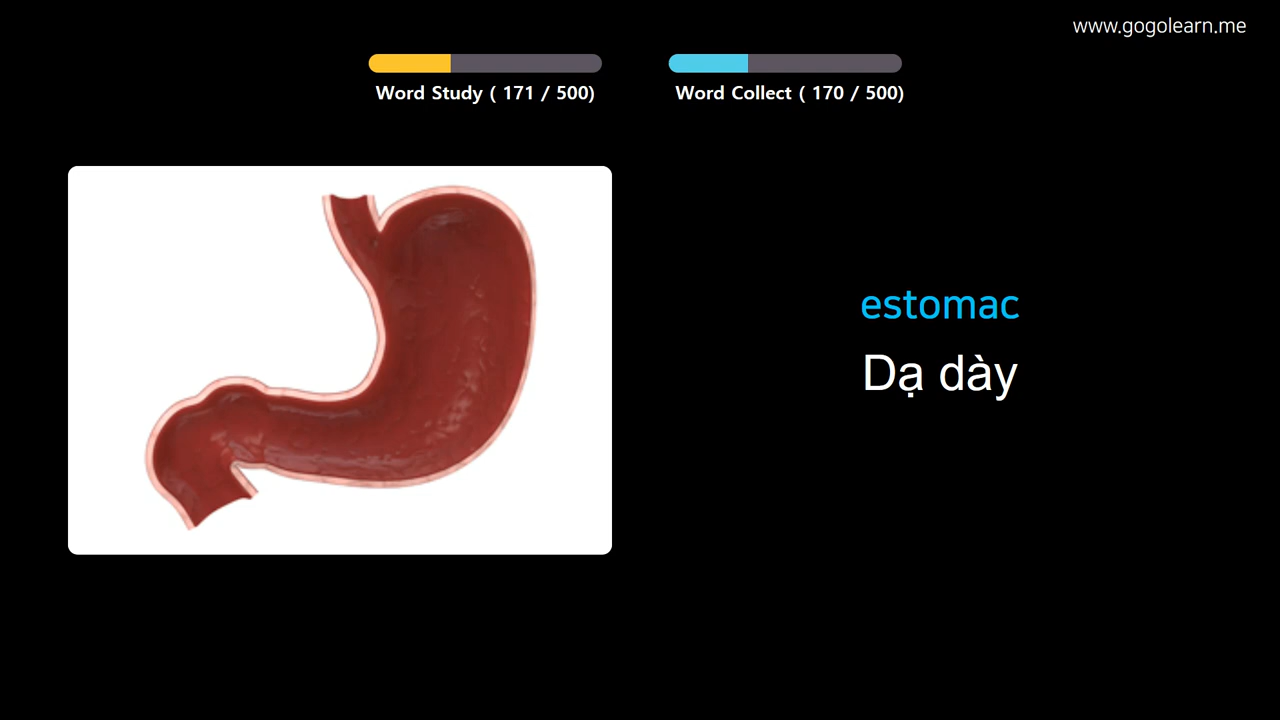 www.gogolearn.me
Word Study ( 171 / 500)
Word Collect ( 170 / 500)
estomac
Dạ dày